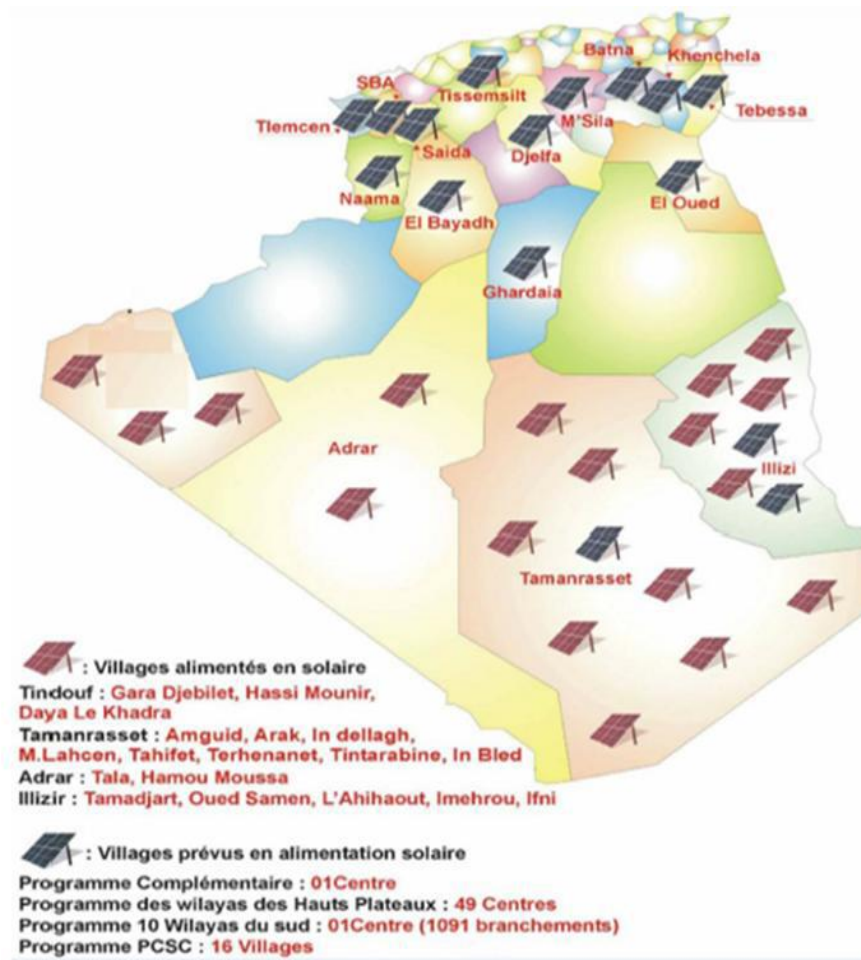 Batna
Khenchela
SBA
Tissemsilt
Tebessa
M'Sila
Tlemcen
Saida
Djelfa
Naama
El Bayadh
El Oued
Ghardaia
Adrar
Illizi
Tamanrasset
: Villages alimentés en solaire
Tindouf : Gara Djebilet, Hassi Mounir,
Daya Le Khadra
Tamanrasset : Amguid, Arak, In dellagh,
M.Lahcen, Tahifet, Terhenanet, Tintarabine, In Bled
Adrar: Tala, Hamou Moussa
Illizir : Tamadjart, Oued Samen, L'Ahihaout, Imehrou, Ifni
: Villages prévus en alimentation solaire
Programme Complémentaire : 01Centre
Programme des wilayas des Hauts Plateaux : 49 Centres
Programme 10 Wilayas du sud : 01Centre (1091 branchements)
Programme PCSC : 16 Villages